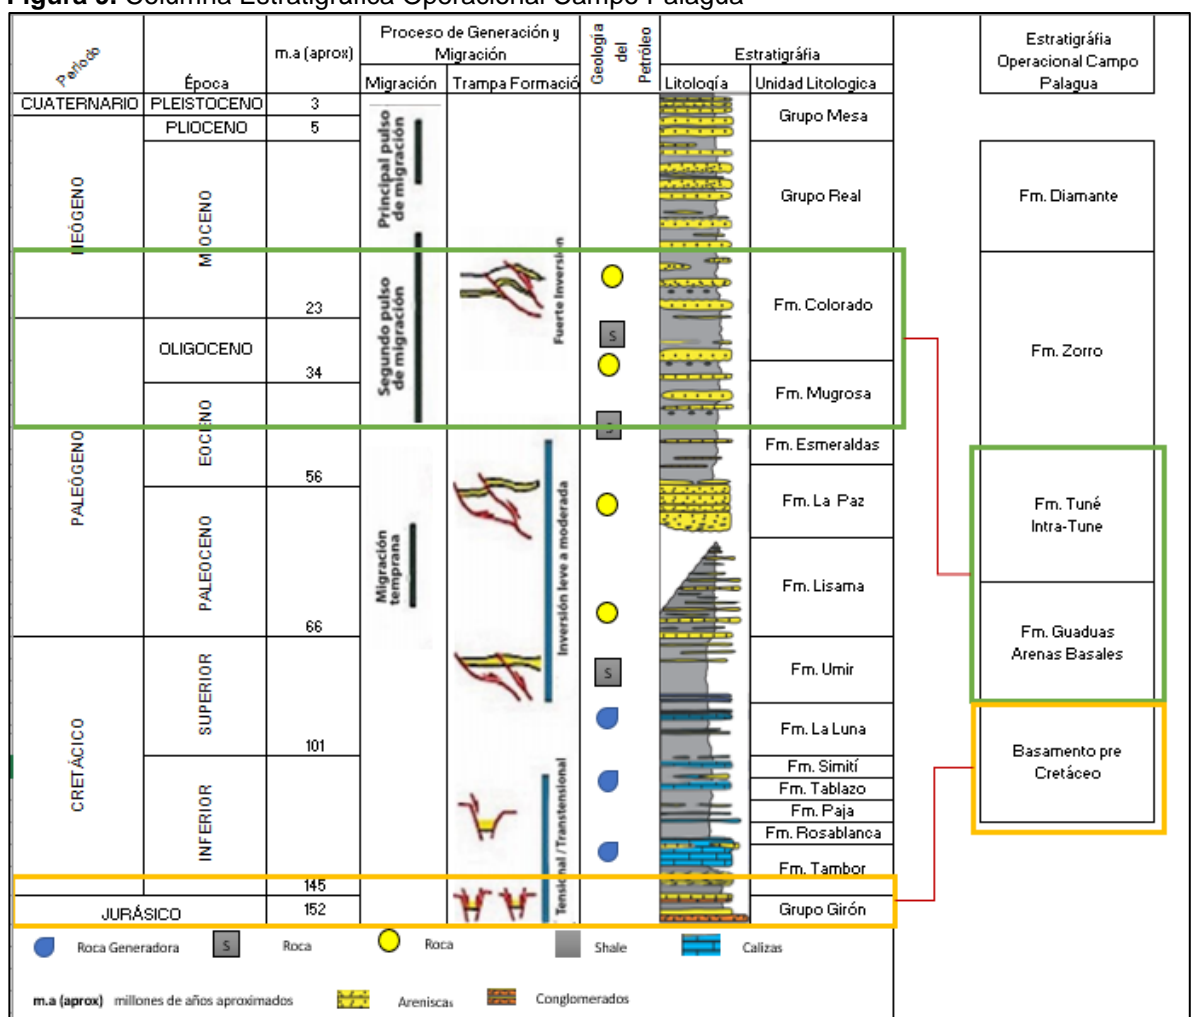 Figura 5. Columna Estratigráfica Operacional Campo Palagua
Período
Época
m.a (aprox)
Proceso de Generación y
Migración
Migración
Trampa Formació
Geología
del
Petróleo
Estratigráfia
Litología
Unidad Litologica
Estratigráfia
Operacional Campo
Palagua
CUATERNARIO
PLEISTOCENO
3
PLIOCENO
5
NEÓGENO
MIOCENO
23
OLIGOCENO
34
PALEÓGENO
EOCENO
56
PALEOCENO
66
CRETÁCICO
SUPERIOR
101
INFERIOR
145
JURÁSICO
152
Principal pulso
de migración
Segundo pulso
de migración
Migración
temprana
Fuerte Inversión
Inversión leve a moderada
Tensional / Transtensional
S
S
S
Grupo Mesa
Grupo Real
Fm. Colorado
Fm. Mugrosa
Fm. Esmeraldas
Fm. La Paz
Fm. Lisama
Fm. Umir
Fm. La Luna
Fm. Simití
Fm. Tablazo
Fm. Paja
Fm. Rosablanca
Fm. Tambor
Grupo Girón
Fm. Diamante
Fm. Zorro
Fm. Tuné
Intra-Tune
Fm. Guaduas
Arenas Basales
Basamento pre
Cretáceo
Roca Generadora
S
Roca
Roca
Shale
Calizas
m.a (aprox) millones de años aproximados
Areniscas
Conglomerados